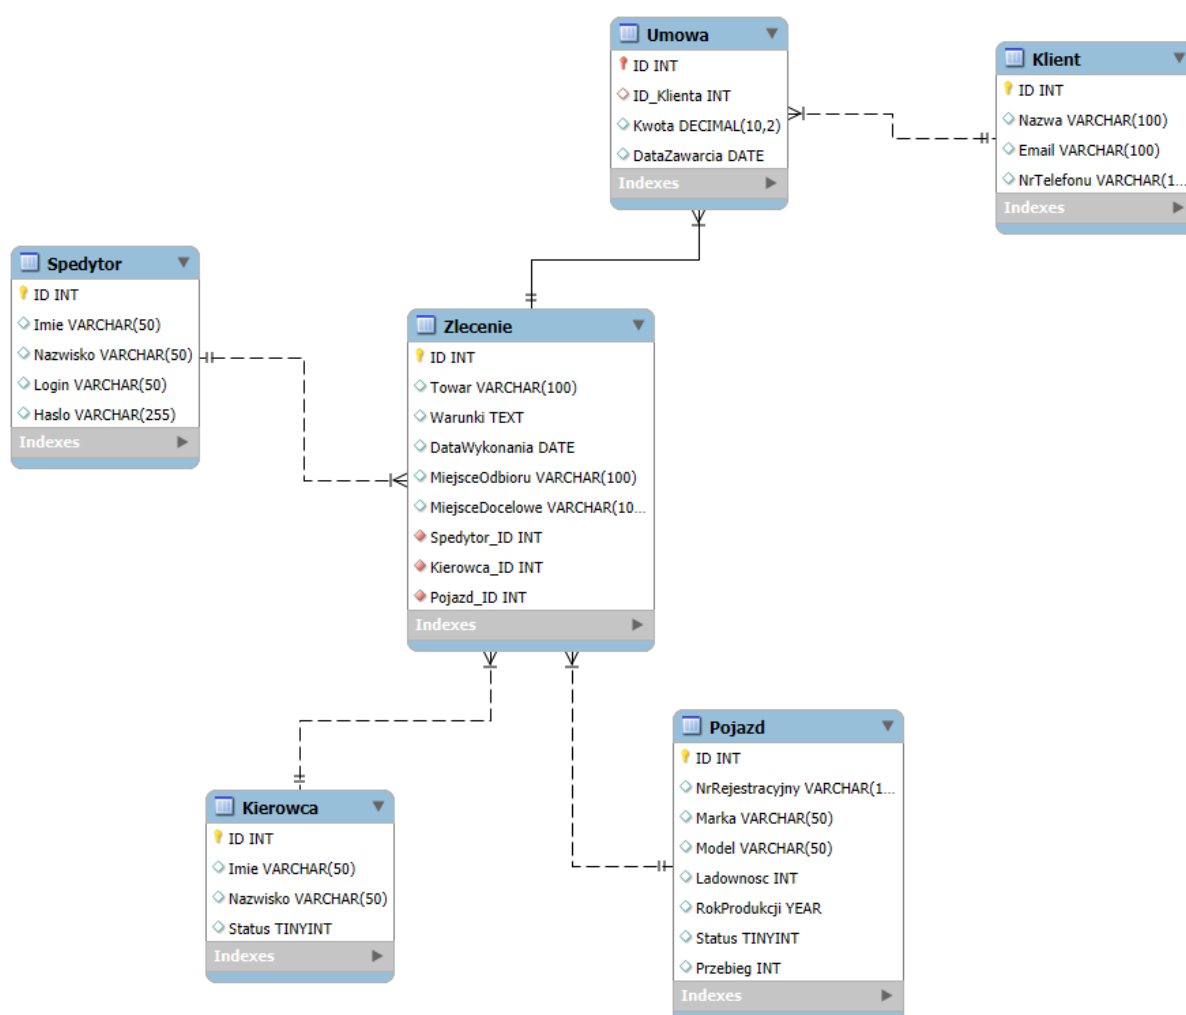 Umowa
ID INT
ID_Klienta INT
Kwota DECIMAL(10,2)
DataZawarcia DATE
Indexes
Klient
ID INT
Nazwa VARCHAR(100)
Email VARCHAR(100)
NrTelefonu VARCHAR(1...
Indexes
Spedytor
ID INT
Imie VARCHAR(50)
Nazwisko VARCHAR(50)
Login VARCHAR(50)
Haslo VARCHAR(255)
Indexes
Zlecenie
ID INT
Towar VARCHAR(100)
Warunki TEXT
DataWykonania DATE
MiejsceOdbioru VARCHAR(100)
MiejsceDocelowe VARCHAR(10...
Spedytor_ID INT
Kierowca_ID INT
Pojazd_ID INT
Indexes
Kierowca
ID INT
Imie VARCHAR(50)
Nazwisko VARCHAR(50)
Status TINYINT
Indexes
Pojazd
ID INT
NrRejestracyjny VARCHAR(1...
Marka VARCHAR(50)
Model VARCHAR(50)
Ladownosc INT
RokProdukcji YEAR
Status TINYINT
Przebieg INT
Indexes